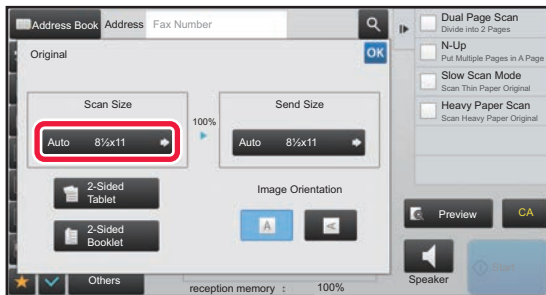 Address Book
Address
Fax Number
Dual Page Scan
Divide into 2 Pages
N-Up
Put Multiple Pages in A Page
Slow Scan Mode
Scan Thin Paper Original
Heavy Paper Scan
Scan Heavy Paper Original
Original
OK
Scan Size
100%
Send Size
Auto 8½x11
Auto 8½x11
2-Sided
Tablet
2-Sided
Booklet
Image Orientation
A
A
Preview
CA
Start
Speaker
Others
reception memory : 100%